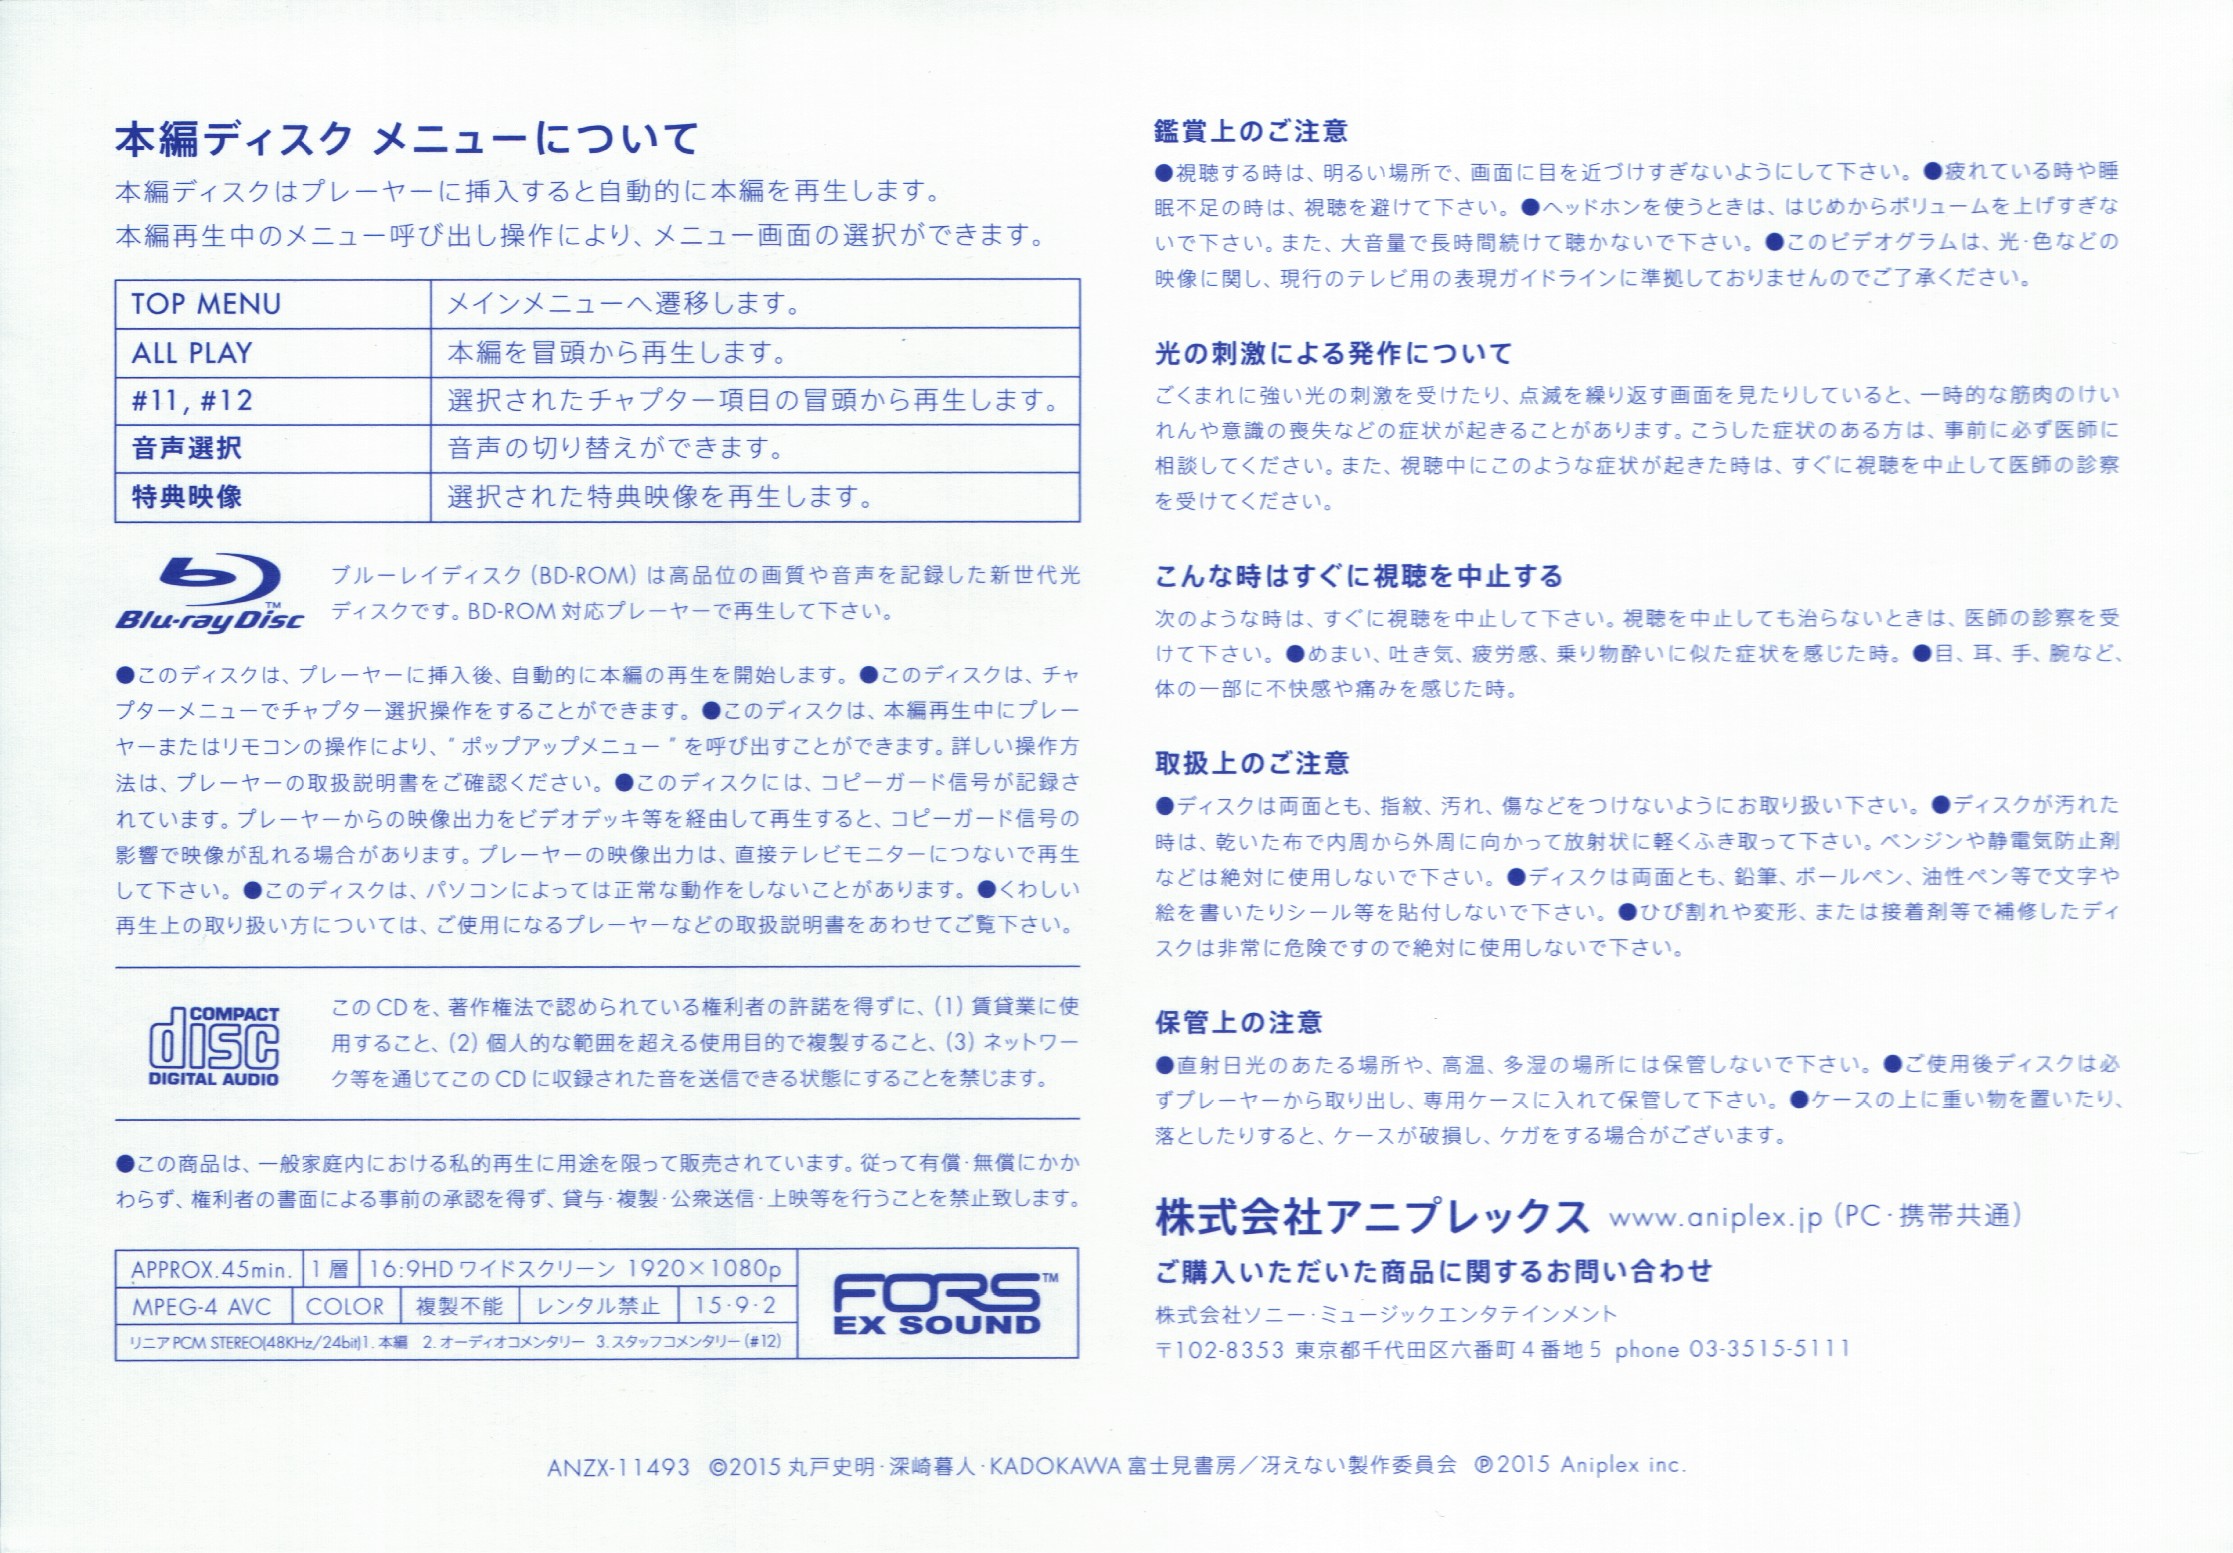 本編ディスク メニューについて
本編ディスクはプレーヤーに挿入すると自動的に本編を再生します。
本編再生中のメニュー呼び出し操作により、メニュー画面の選択ができます。
TOP MENU メインメニューへ遷移します。
ALL PLAY 本編を冒頭から再生します。
#11, #12 選択されたチャプター項目の冒頭から再生します。
音声選択 音声の切り替えができます。
特典映像 選択された特典映像を再生します。
Blu-ray Disc™
ブルーレイディスク（BD-ROM）は高品位の画質や音声を記録した新世代光
ディスクです。BD-ROM 対応プレーヤーで再生して下さい。
●このディスクは、プレーヤーに挿入後、自動的に本編の再生を開始します。●このディスクは、チャ
プターメニューでチャプター選択操作をすることができます。●このディスクは、本編再生中にプレー
ヤーまたはリモコンの操作により、“ポップアップメニュー”を呼び出すことができます。詳しい操作方
法は、プレーヤーの取扱説明書をご確認ください。●このディスクには、コピーガード信号が記録さ
れています。プレーヤーからの映像出力をビデオデッキ等を経由して再生すると、コピーガード信号の
影響で映像が乱れる場合があります。プレーヤーの映像出力は、直接テレビモニターにつないで再生
して下さい。●このディスクは、パソコンによっては正常な動作をしないことがあります。●くわしい
再生上の取り扱い方については、ご使用になるプレーヤーなどの取扱説明書をあわせてご覧下さい。
COMPACT
disc
DIGITAL AUDIO
この CD を、著作権法で認められている権利者の許諾を得ずに、（1）賃貸業に使
用すること、（2）個人的な範囲を超える使用目的で複製すること、（3）ネットワー
ク等を通じてこの CD に収録された音を送信できる状態にすることを禁じます。
●この商品は、一般家庭内における私的再生に用途を限って販売されています。従って有償・無償にかか
わらず、権利者の書面による事前の承認を得ず、貸与・複製・公衆送信・上映等を行うことを禁止致します。
APPROX.45min. 1 層 16:9HD ワイドスクリーン 1920×1080p
MPEG-4 AVC COLOR 複製不能 レンタル禁止 15・9・2
リニア PCM STEREO(48KHz/24bit)1. 本編 2. オーディオコメンタリー 3. スタッフコメンタリー（#12）
FORS™
EX SOUND
鑑賞上のご注意
●視聴する時は、明るい場所で、画面に目を近づけすぎないようにして下さい。●疲れている時や睡
眠不足の時は、視聴を避けて下さい。●ヘッドホンを使うときは、はじめからボリュームを上げすぎな
いで下さい。また、大音量で長時間続けて聴かないで下さい。●このビデオグラムは、光・色などの
映像に関し、現行のテレビ用の表現ガイドラインに準拠しておりませんのでご了承ください。
光の刺激による発作について
ごくまれに強い光の刺激を受けたり、点滅を繰り返す画面を見たりしていると、一時的な筋肉のけい
れんや意識の喪失などの症状が起きることがあります。こうした症状のある方は、事前に必ず医師に
相談してください。また、視聴中にこのような症状が起きた時は、すぐに視聴を中止して医師の診察
を受けてください。
こんな時はすぐに視聴を中止する
次のような時は、すぐに視聴を中止して下さい。視聴を中止しても治らないときは、医師の診察を受
けて下さい。●めまい、吐き気、疲労感、乗り物酔いに似た症状を感じた時。●目、耳、手、腕など、
体の一部に不快感や痛みを感じた時。
取扱上のご注意
●ディスクは両面とも、指紋、汚れ、傷などをつけないようにお取り扱い下さい。●ディスクが汚れた
時は、乾いた布で内周から外周に向かって放射状に軽くふき取って下さい。ベンジンや静電気防止剤
などは絶対に使用しないで下さい。●ディスクは両面とも、鉛筆、ボールペン、油性ペン等で文字や
絵を書いたりシール等を貼付しないで下さい。●ひび割れや変形、または接着剤等で補修したディ
スクは非常に危険ですので絶対に使用しないで下さい。
保管上の注意
●直射日光のあたる場所や、高温、多湿の場所には保管しないで下さい。●ご使用後ディスクは必
ずプレーヤーから取り出し、専用ケースに入れて保管して下さい。●ケースの上に重い物を置いたり、
落としたりすると、ケースが破損し、ケガをする場合がございます。
株式会社アニプレックス www.aniplex.jp（PC・携帯共通）
ご購入いただいた商品に関するお問い合わせ
株式会社ソニー・ミュージックエンタテインメント
〒102-8353 東京都千代田区六番町 4 番地 5 phone 03-3515-5111
ANZX-11493 ©2015 丸戸史明・深崎暮人・KADOKAWA 富士見書房／冴えない製作委員会 ℗2015 Aniplex inc.